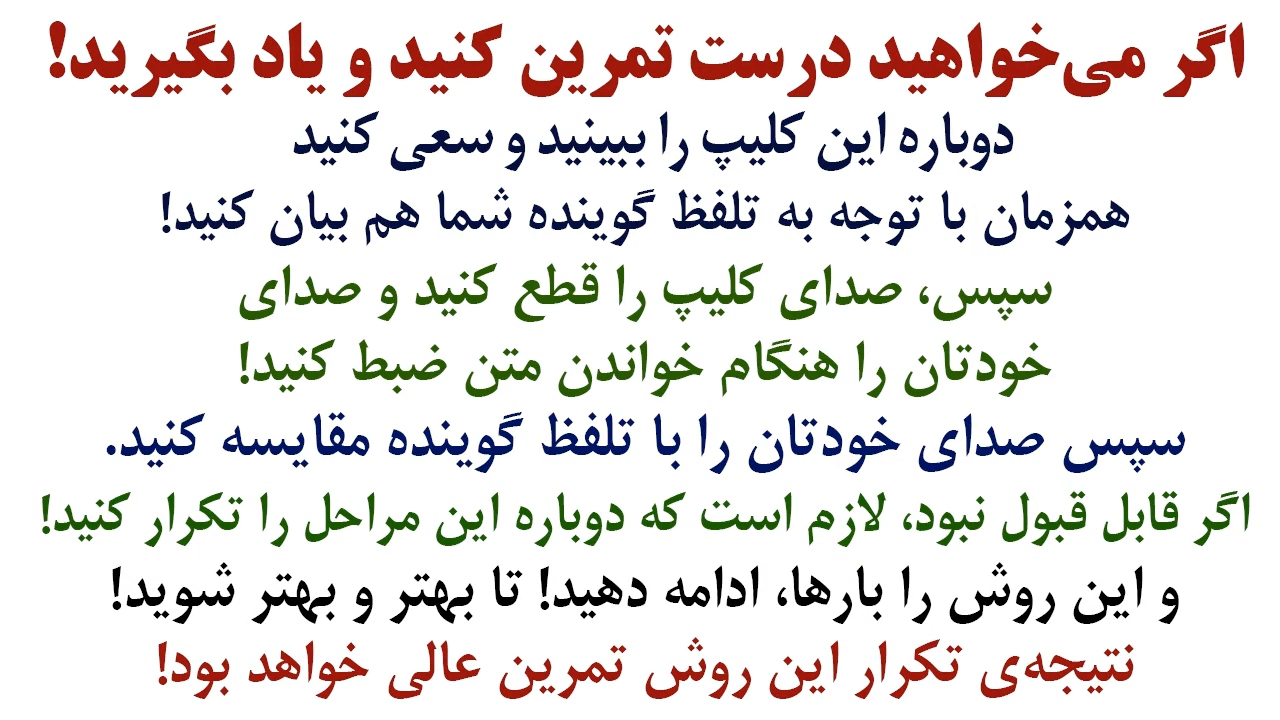 اگر می‌خواهید درست تمرین کنید و یاد بگیرید!
دوباره این کلیپ را ببینید و سعی کنید
همزمان با توجه به تلفظ گوینده شما هم بیان کنید!
سپس، صدای کلیپ را قطع کنید و صدای
خودتان را هنگام خواندن متن ضبط کنید!
سپس صدای خودتان را با تلفظ گوینده مقایسه کنید.
اگر قابل قبول نبود، لازم است که دوباره این مراحل را تکرار کنید!
و این روش را بارها، ادامه دهید! تا بهتر و بهتر شوید!
نتیجه‌ی تکرار این روش تمرین عالی خواهد بود!